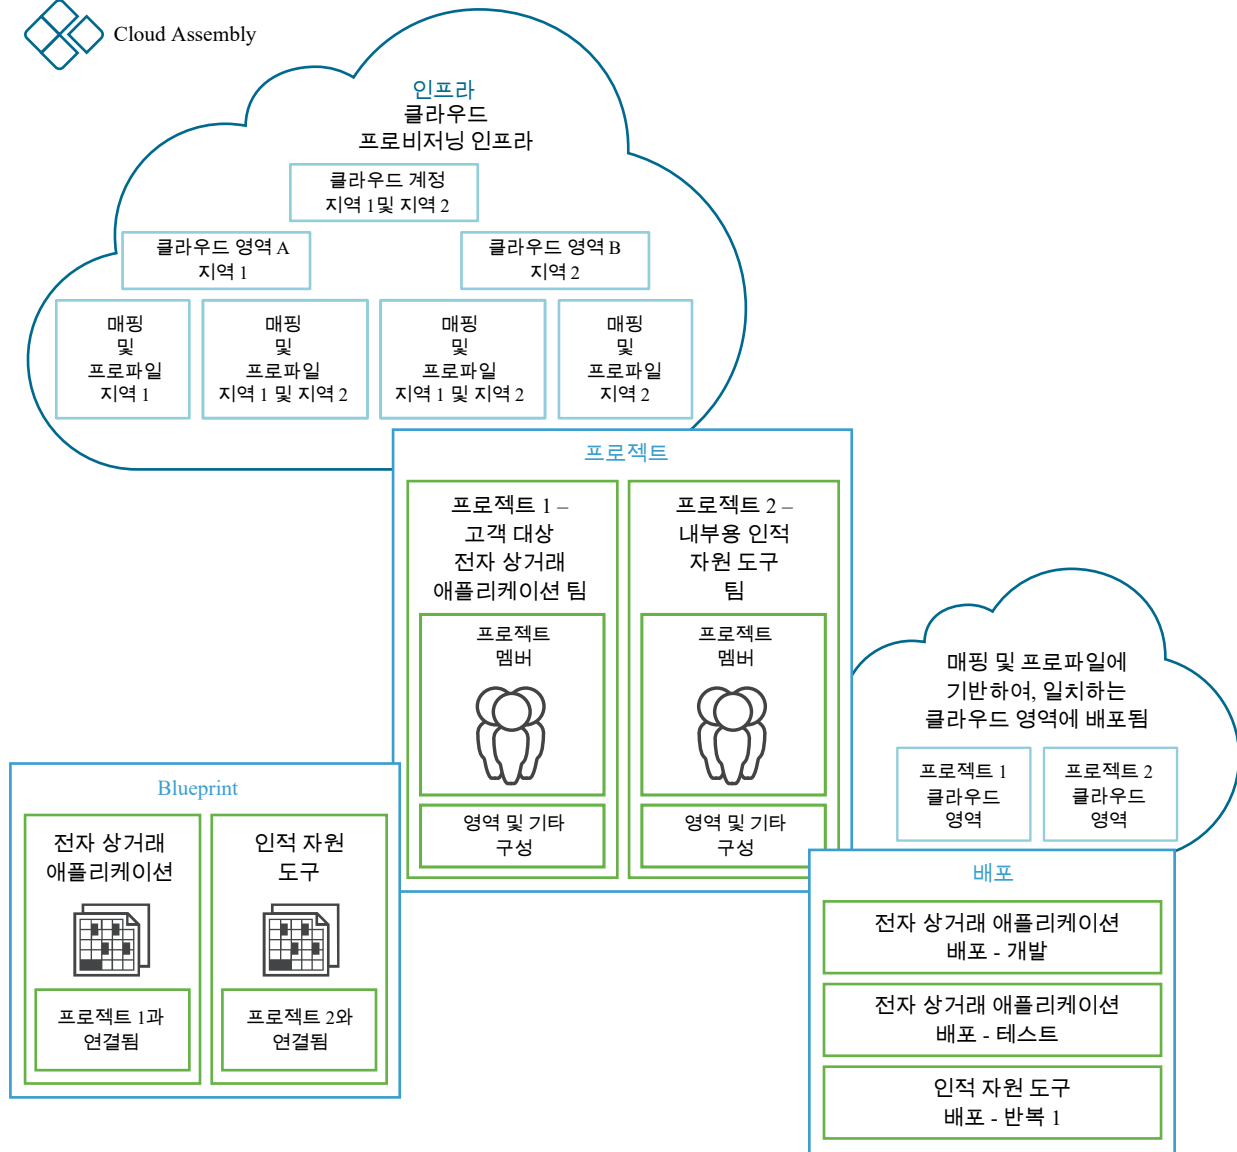 Cloud Assembly
인프라
클라우드
프로비저닝 인프라
클라우드 계정
지역 1및 지역 2
클라우드 영역 A
지역 1
클라우드 영역 B
지역 2
매핑
및
프로파일
지역 1
매핑
및
프로파일
지역 1 및 지역 2
매핑
및
프로파일
지역 1 및 지역 2
매핑
및
프로파일
지역 2
프로젝트
프로젝트 1 –
고객 대상
전자 상거래
애플리케이션 팀
프로젝트
멤버
영역 및 기타
구성
프로젝트 2 –
내부용 인적
자원 도구
팀
프로젝트
멤버
영역 및 기타
구성
Blueprint
전자 상거래
애플리케이션
프로젝트 1과
연결됨
인적 자원
도구
프로젝트 2와
연결됨
매핑 및 프로파일에
기반하여, 일치하는
클라우드 영역에 배포됨
프로젝트 1
클라우드
영역
프로젝트 2
클라우드
영역
배포
전자 상거래 애플리케이션
배포 - 개발
전자 상거래 애플리케이션
배포 - 테스트
인적 자원 도구
배포 - 반복 1